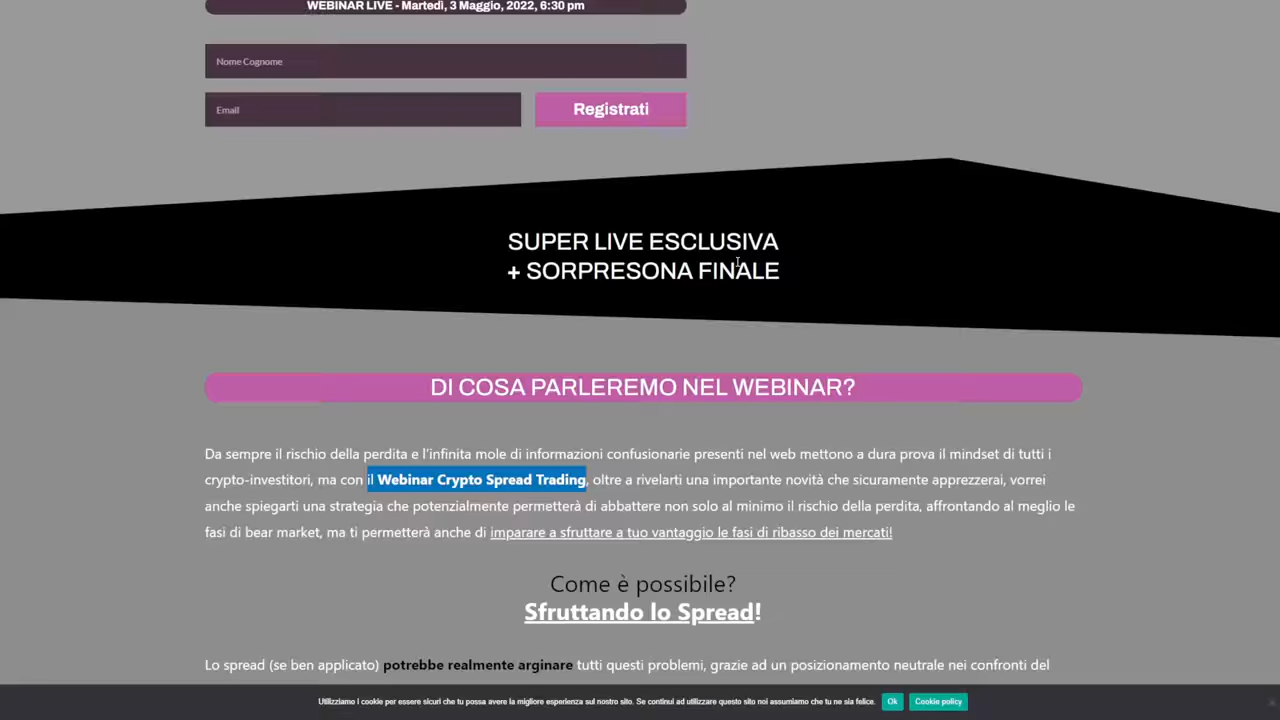 WEBINAR LIVE - Martedì, 3 Maggio, 2022, 6:30 pm
Nome Cognome
Email
Registrati
SUPER LIVE ESCLUSIVA
+ SORPRESONA FINALE
DI COSA PARLEREMO NEL WEBINAR?
Da sempre il rischio della perdita e l'infinita mole di informazioni confusionarie presenti nel web mettono a dura prova il mindset di tutti i
crypto-investitori, ma con il Webinar Crypto Spread Trading, oltre a rivelarti una importante novità che sicuramente apprezzerai, vorrei
anche spiegarti una strategia che potenzialmente permetterà di abbattere non solo al minimo il rischio della perdita, affrontando al meglio le
fasi di bear market, ma ti permetterà anche di imparare a sfruttare a tuo vantaggio le fasi di ribasso dei mercati!
Come è possibile?
Sfruttando lo Spread!
Lo spread (se ben applicato) potrebbe realmente arginare tutti questi problemi, grazie ad un posizionamento neutrale nei confronti del
Utilizziamo i cookie per essere sicuri che tu possa avere la migliore esperienza sul nostro sito. Se continui ad utilizzare questo sito noi assumiamo che tu ne sia felice.
Ok
Cookie policy